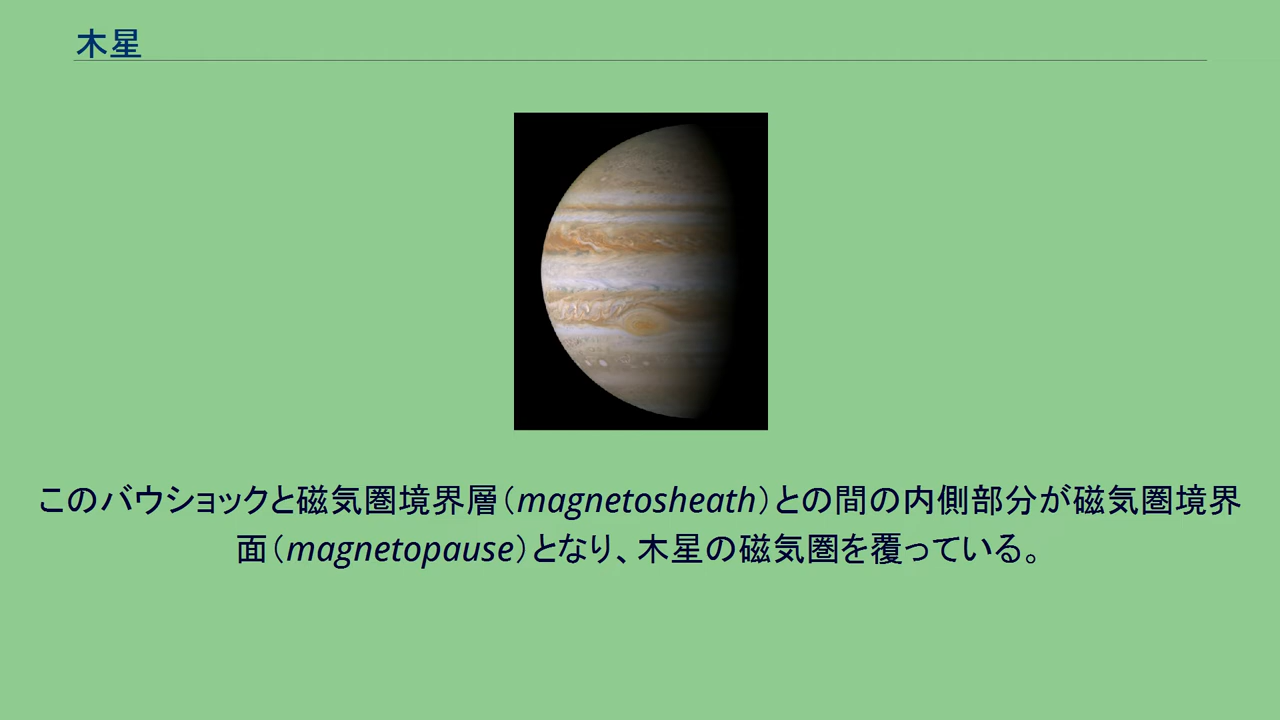 木星
このバウショックと磁気圏境界層（magnetosheath）との間の内側部分が磁気圏境界
面（magnetopause）となり、木星の磁気圏を覆っている。